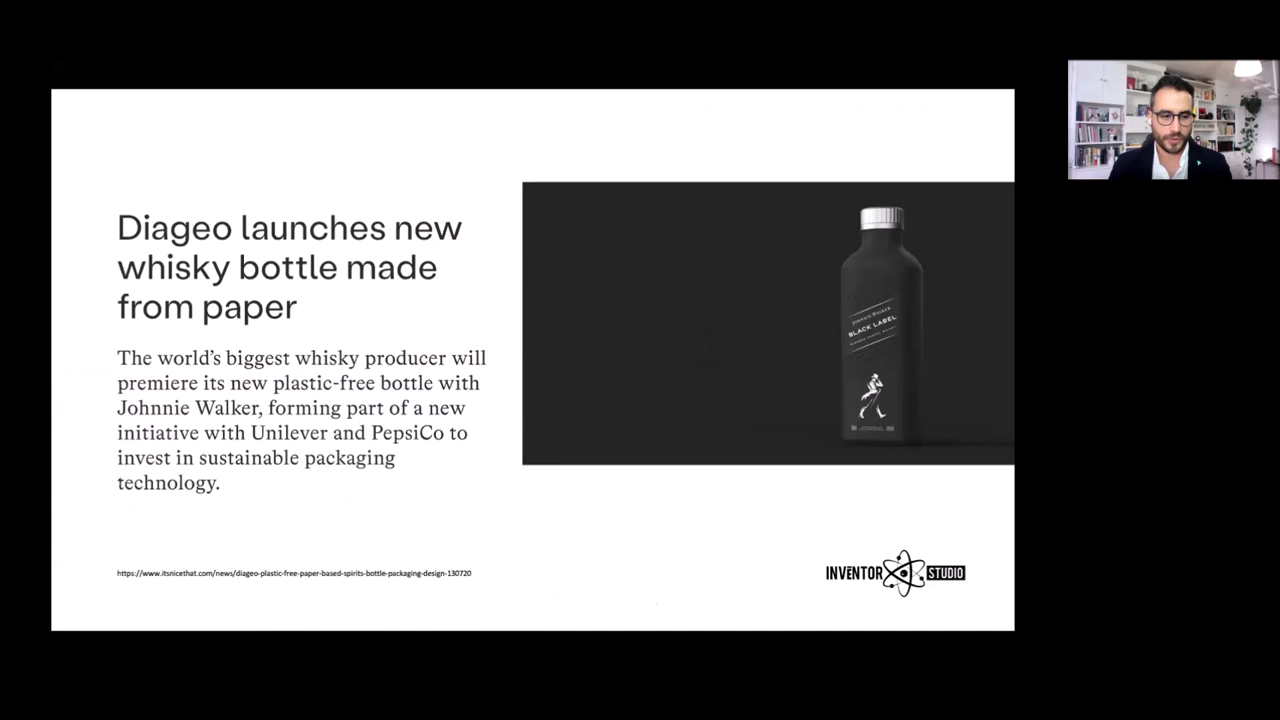 Diageo launches new
whisky bottle made
from paper
The world's biggest whisky producer will
premiere its new plastic-free bottle with
Johnnie Walker, forming part of a new
initiative with Unilever and PepsiCo to
invest in sustainable packaging
technology.
JOHNNIE WALKER
BLACK LABEL
https://www.itsnicethat.com/news/diageo-plastic-free-paper-based-spirits-bottle-packaging-design-130720
INVENTOR STUDIO